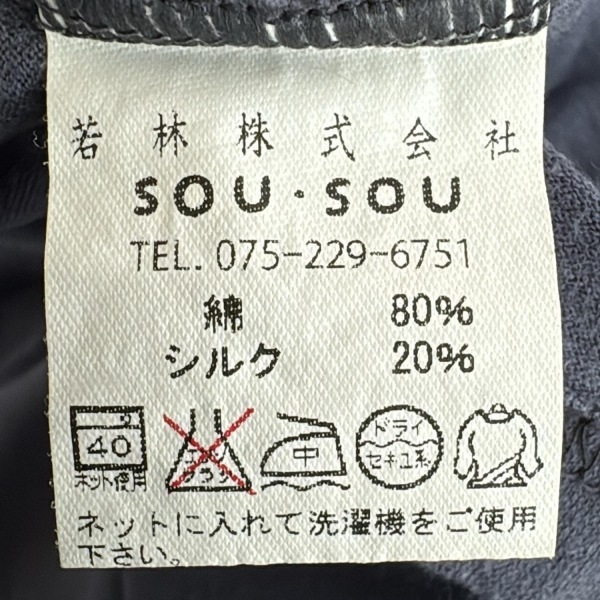 若林株式会社
SOU・SOU
TEL. 075-229-6751
綿 80%
シルク 20%
40
ネット使用
エンソ
サラシ
中
ドライ
セキユ系
ネットに入れて洗濯機をご使用
下さい。